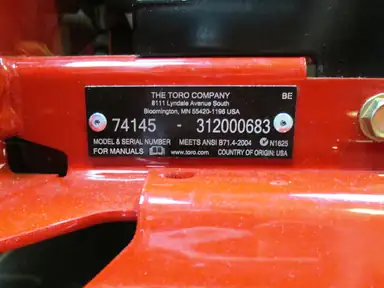 THE TORO COMPANY BE
8111 Lyndale Avenue South
Bloomington, MN 55420-1196 USA
74145 - 312000683
MODEL & SERIAL NUMBER MEETS ANSI B71.4-2004 N1625
FOR MANUALS www.toro.com COUNTRY OF ORIGIN: USA